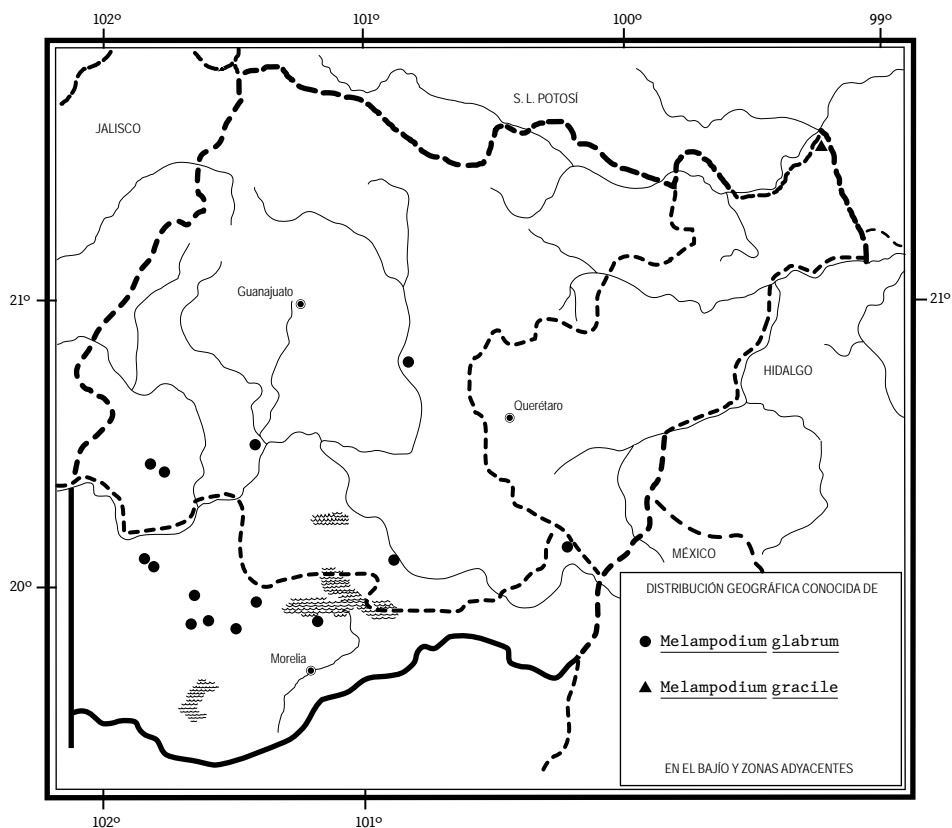 102° 101° 100° 99°
S. L. POTOSÍ
JALISCO
Guanajuato
21° 21°
HIDALGO
Querétaro
MÉXICO
20°
DISTRIBUCIÓN GEOGRÁFICA CONOCIDA DE
Melampodium glabrum
Morelia
Melampodium gracile
EN EL BAJÍO Y ZONAS ADYACENTES
102° 101°